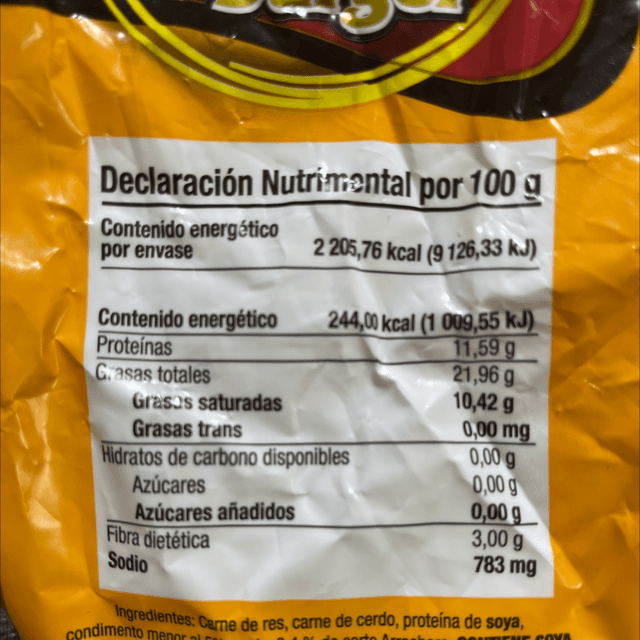 Declaración Nutrimental por 100 g
Contenido energético
por envase 2 205,76 kcal (9 126,33 kJ)
Contenido energético 244,00 kcal (1 009,55 kJ)
Proteínas 11,59 g
Grasas totales 21,96 g
Grasas saturadas 10,42 g
Grasas trans 0,00 mg
Hidratos de carbono disponibles 0,00 g
Azúcares 0,00 g
Azúcares añadidos 0,00 g
Fibra dietética 3,00 g
Sodio 783 mg
Ingredientes: Carne de res, carne de cerdo, proteína de soya,
condimento menor al